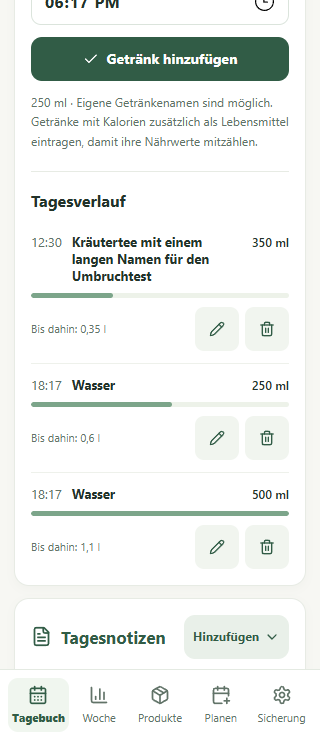 06:17 PM
Getränk hinzufügen
250 ml · Eigene Getränkenamen sind möglich.
Getränke mit Kalorien zusätzlich als Lebensmittel
eintragen, damit ihre Nährwerte mitzählen.
Tagesverlauf
12:30 Kräutertee mit einem 350 ml
langen Namen für den
Umbruchtest
Bis dahin: 0,35 l
18:17 Wasser 250 ml
Bis dahin: 0,6 l
18:17 Wasser 500 ml
Bis dahin: 1,1 l
Tagesnotizen Hinzufügen
Tagebuch Woche Produkte Planen Sicherung